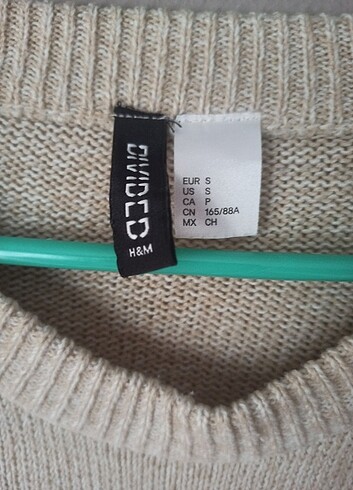 DIVIDED
H&M
EUR S
US S
CA P
CN 165/88A
MX CH